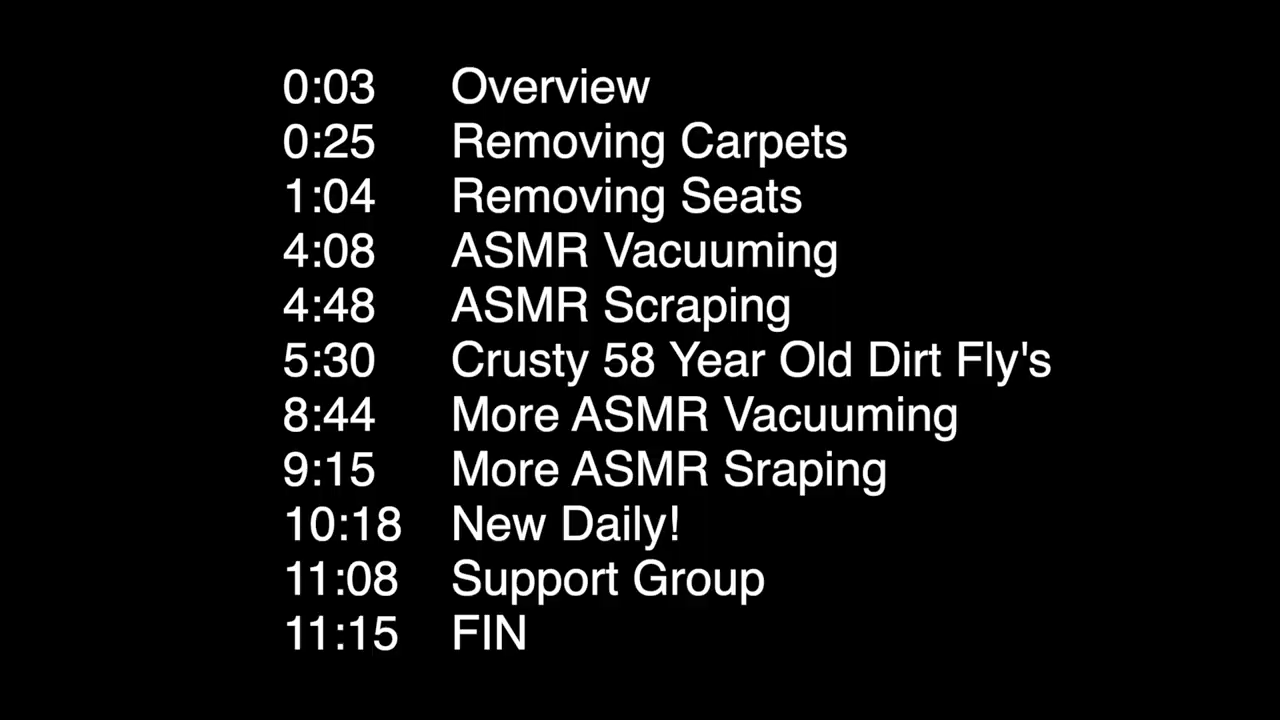 0:03 Overview
0:25 Removing Carpets
1:04 Removing Seats
4:08 ASMR Vacuuming
4:48 ASMR Scraping
5:30 Crusty 58 Year Old Dirt Fly's
8:44 More ASMR Vacuuming
9:15 More ASMR Sraping
10:18 New Daily!
11:08 Support Group
11:15 FIN